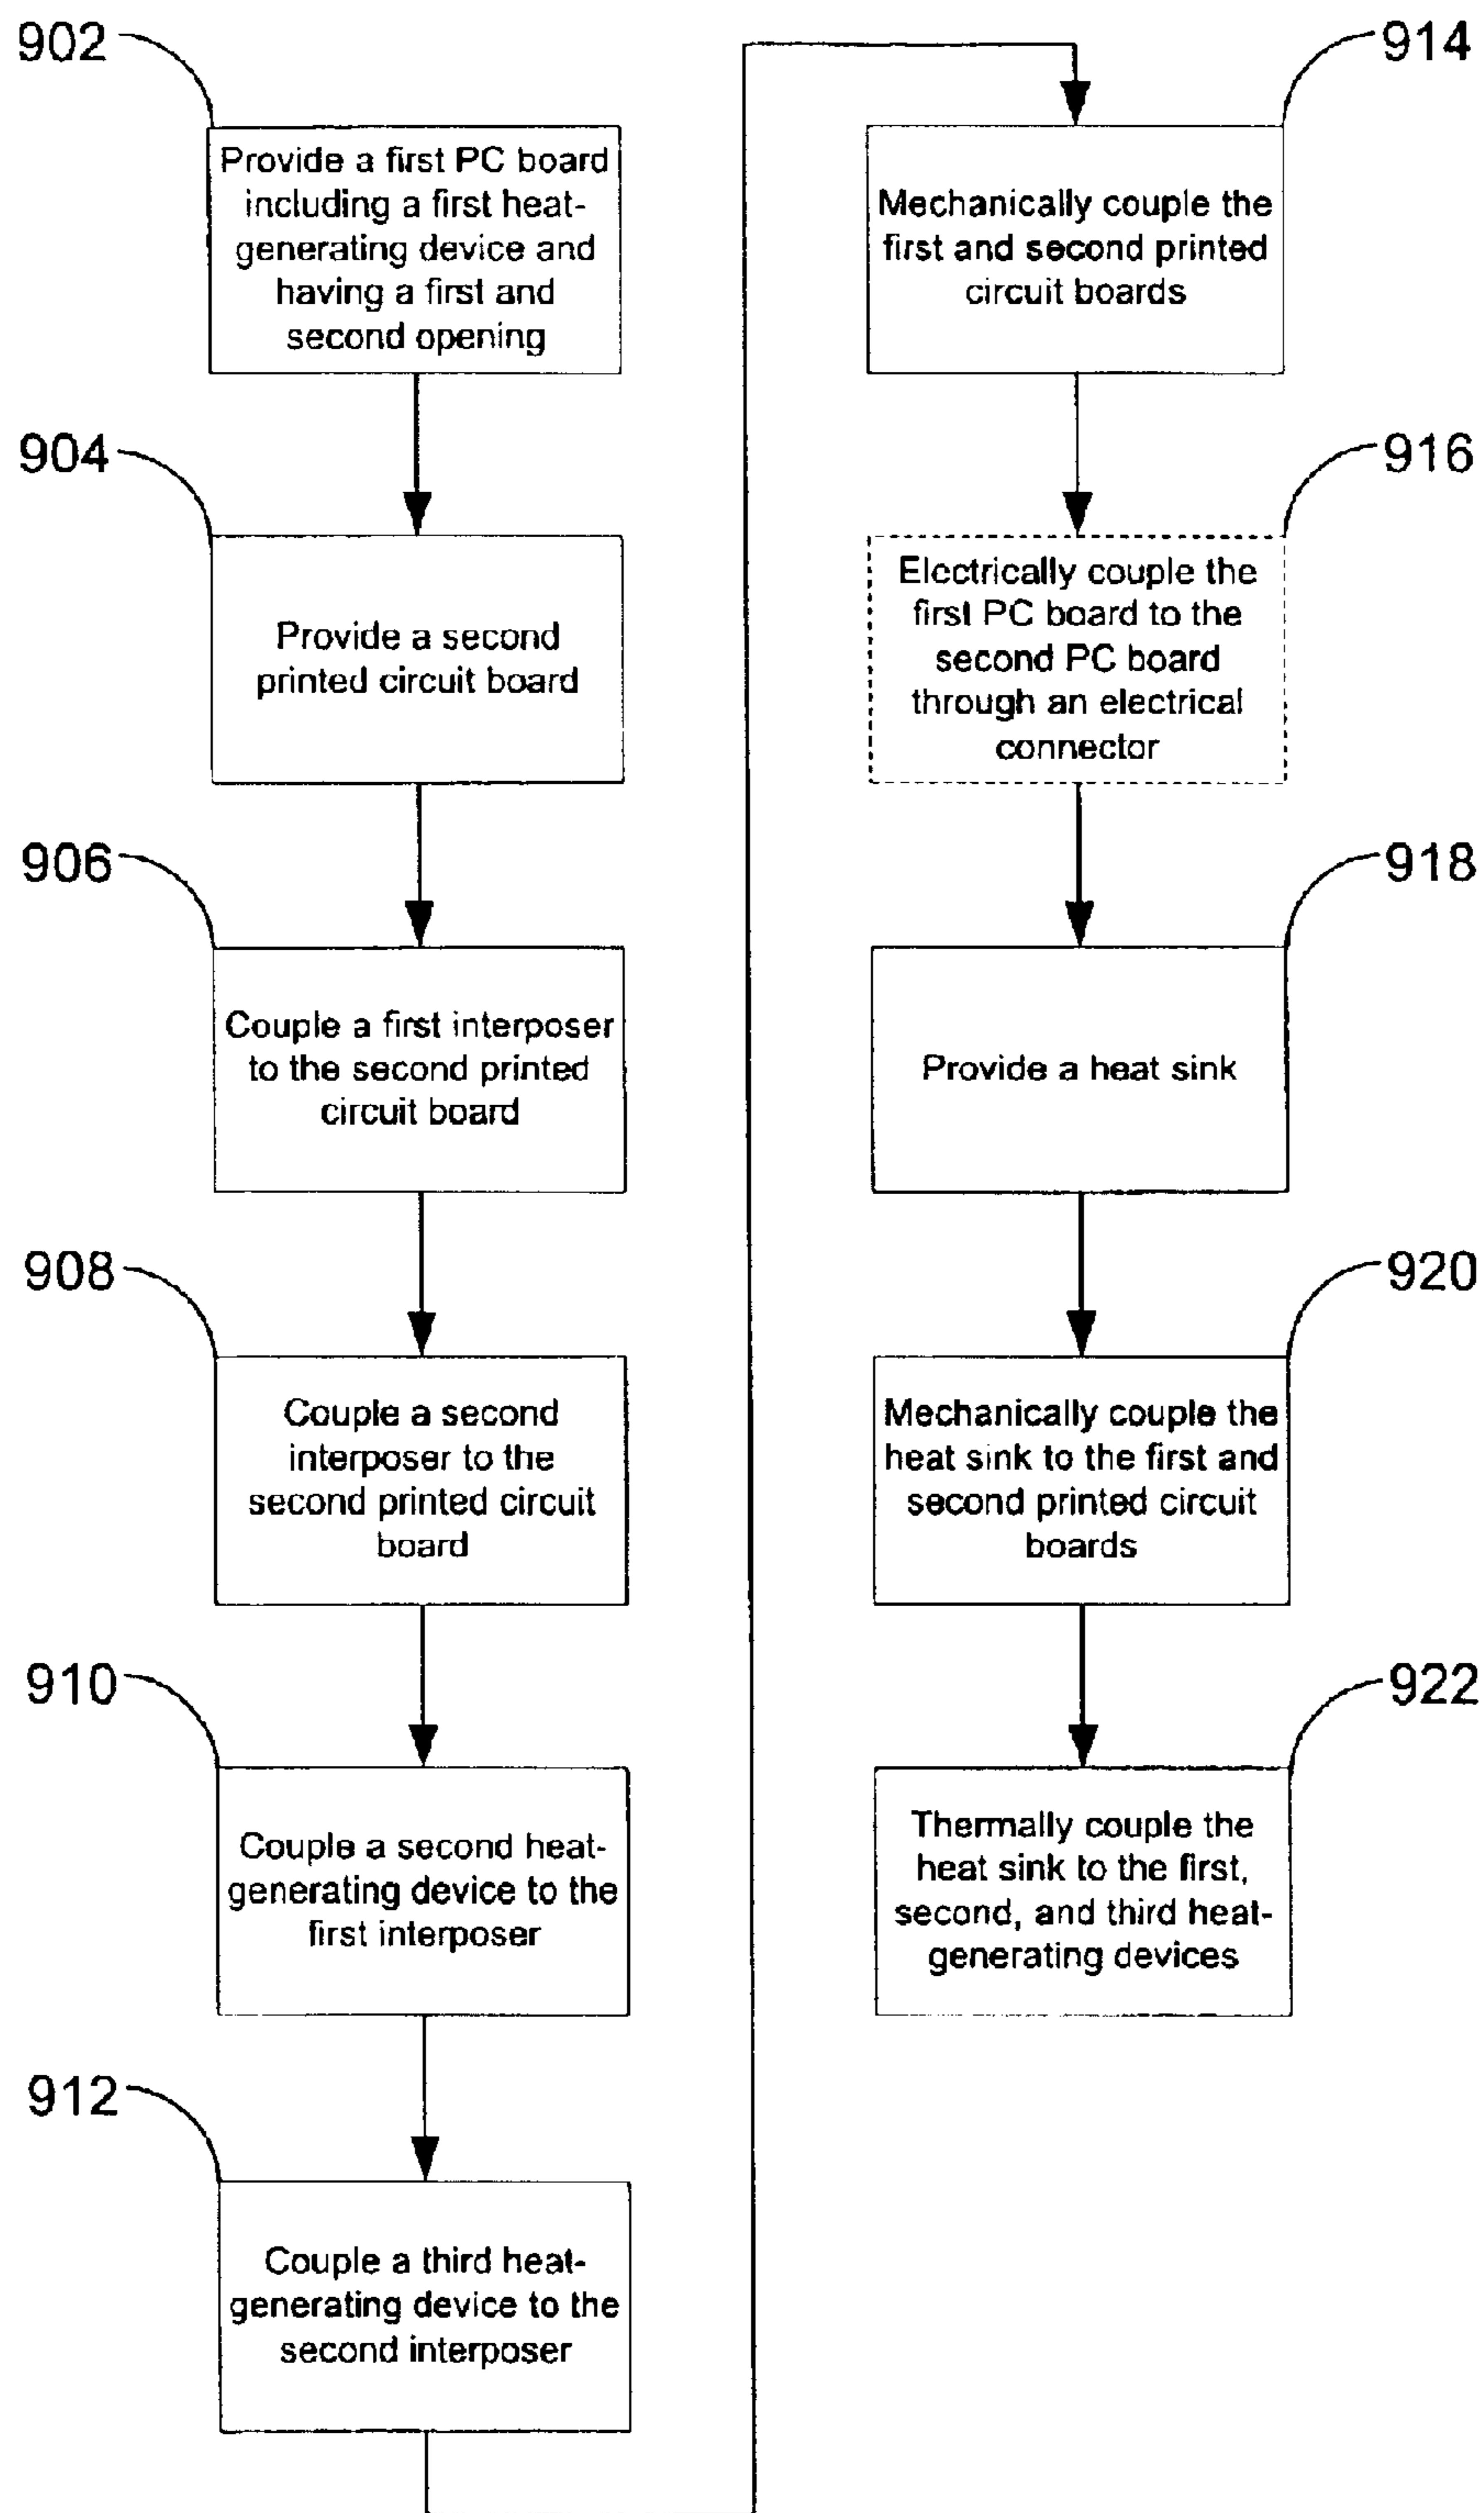 902
Provide a first PC board
including a first heat-
generating device and
having a first and
second opening
904
Provide a second
printed circuit board
906
Couple a first interposer
to the second printed
circuit board
908
Couple a second
interposer to the
second printed circuit
board
910
Couple a second heat-
generating device to the
first interposer
912
Couple a third heat-
generating device to the
second interposer
914
Mechanically couple the
first and second printed
circuit boards
916
Electrically couple the
first PC board to the
second PC board
through an electrical
connector
918
Provide a heat sink
920
Mechanically couple the
heat sink to the first and
second printed circuit
boards
922
Thermally couple the
heat sink to the first,
second, and third heat-
generating devices